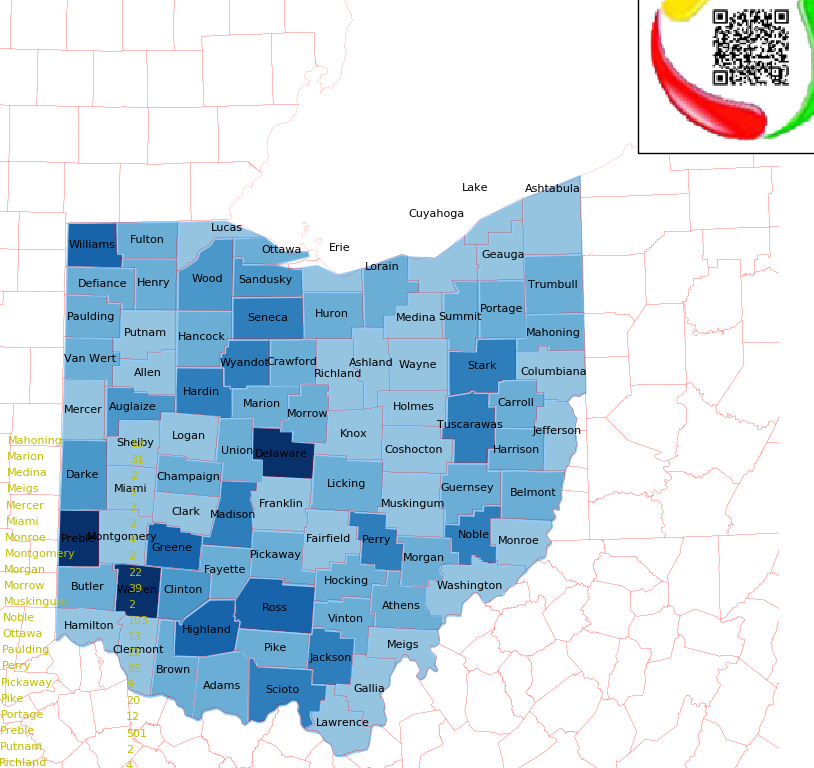 Lake
Ashtabula
Cuyahoga
Lucas
Williams
Fulton
Ottawa
Erie
Geauga
Lorain
Defiance
Henry
Wood
Sandusky
Trumbull
Paulding
Seneca
Huron
Medina
Summit
Portage
Putnam
Hancock
Mahoning
Van Wert
Allen
Wyandot
Crawford
Richland
Ashland
Wayne
Stark
Columbiana
Mercer
Auglaize
Hardin
Marion
Morrow
Holmes
Carroll
Tuscarawas
Jefferson
Mahoning
Shelby
Logan
Union
Delaware
Knox
Coshocton
Harrison
Marion
31
Medina
2
Darke
Miami
Champaign
Licking
Guernsey
Belmont
Meigs
Mercer
Clark
Madison
Franklin
Muskingum
Miami
2
Monroe
Preble
Montgomery
Greene
Fairfield
Perry
Noble
Monroe
Montgomery
2
Pickaway
Morgan
Morgan
22
Fayette
Morrow
39
Butler
Warren
Clinton
Hocking
Washington
Muskingum
2
Ross
Athens
Noble
103
Hamilton
Highland
Vinton
Ottawa
13
Paulding
Clermont
Pike
Meigs
Perry
55
Brown
Jackson
Pickaway
9
Adams
Scioto
Gallia
Pike
20
Portage
12
Lawrence
Preble
501
Putnam
2
Richland
4